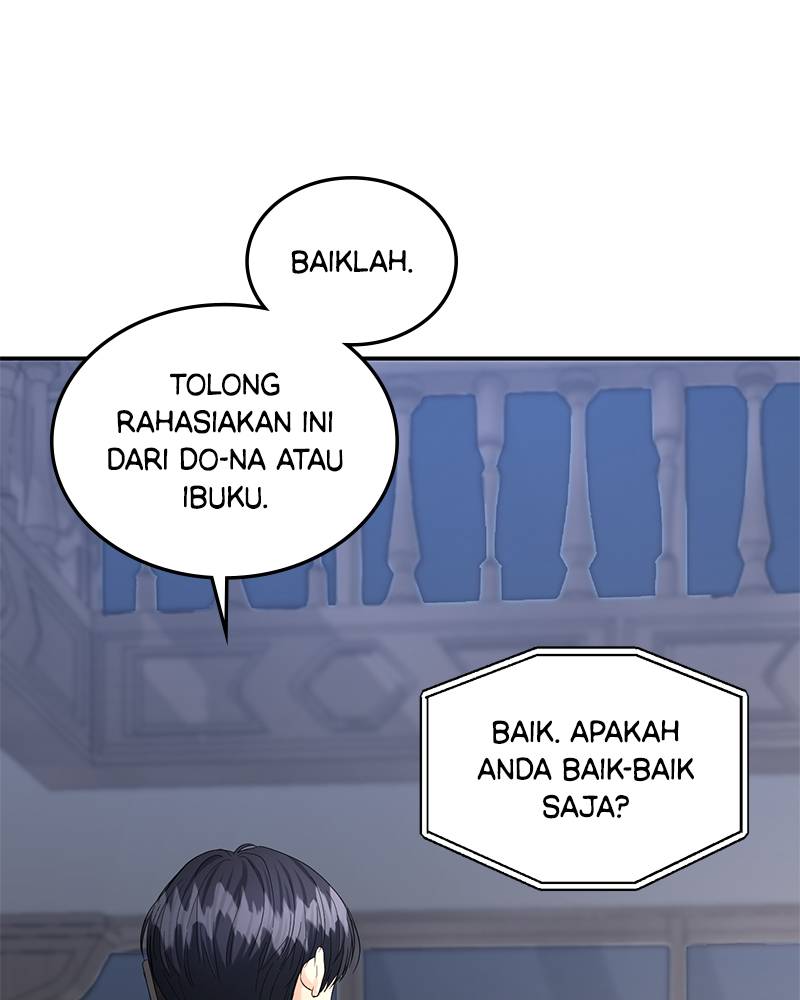 BAIKLAH.
TOLONG
RAHASIAKAN INI
DARI DO-NA ATAU
IBUKU.
BAIK. APAKAH
ANDA BAIK-BAIK
SAJA?